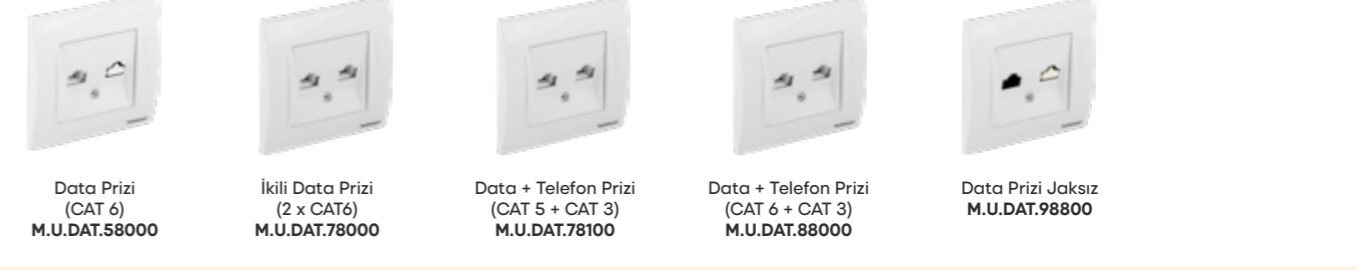 Data Prizi
(CAT 6)
M.U.DAT.58000
İkili Data Prizi
(2 x CAT6)
M.U.DAT.78000
Data + Telefon Prizi
(CAT 5 + CAT 3)
M.U.DAT.78100
Data + Telefon Prizi
(CAT 6 + CAT 3)
M.U.DAT.88000
Data Prizi Jaksız
M.U.DAT.98800